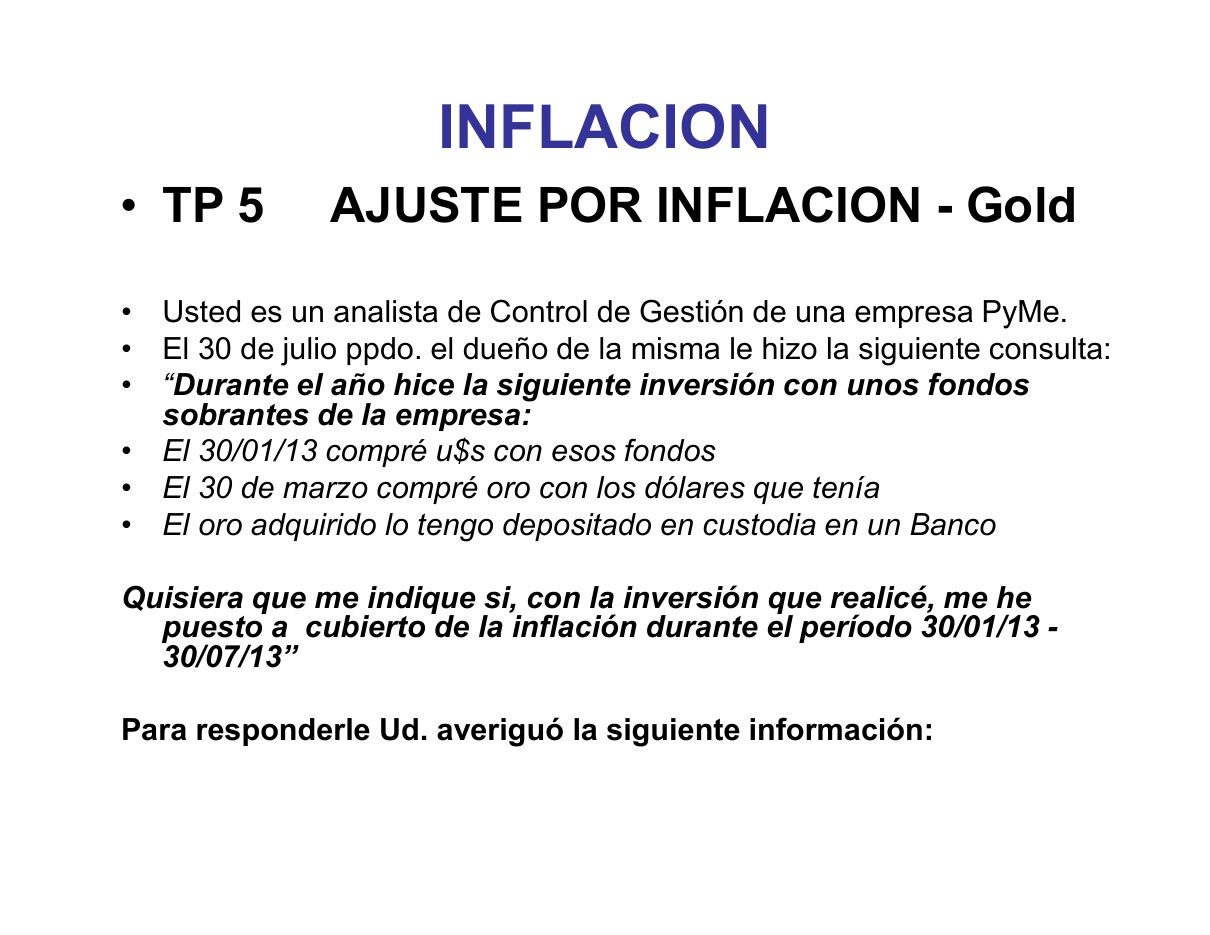 INFLACION
• TP 5 AJUSTE POR INFLACION - Gold
• Usted es un analista de Control de Gestión de una empresa PyMe.
• El 30 de julio ppdo. el dueño de la misma le hizo la siguiente consulta:
• “Durante el año hice la siguiente inversión con unos fondos
sobrantes de la empresa:
• El 30/01/13 compré u$s con esos fondos
• El 30 de marzo compré oro con los dólares que tenía
• El oro adquirido lo tengo depositado en custodia en un Banco
Quisiera que me indique si, con la inversión que realicé, me he
puesto a cubierto de la inflación durante el período 30/01/13 -
30/07/13”
Para responderle Ud. averiguó la siguiente información: